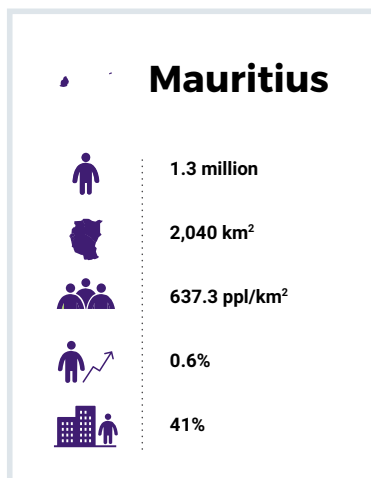 Mauritius
1.3 million
2,040 km²
637.3 ppl/km²
0.6%
41%